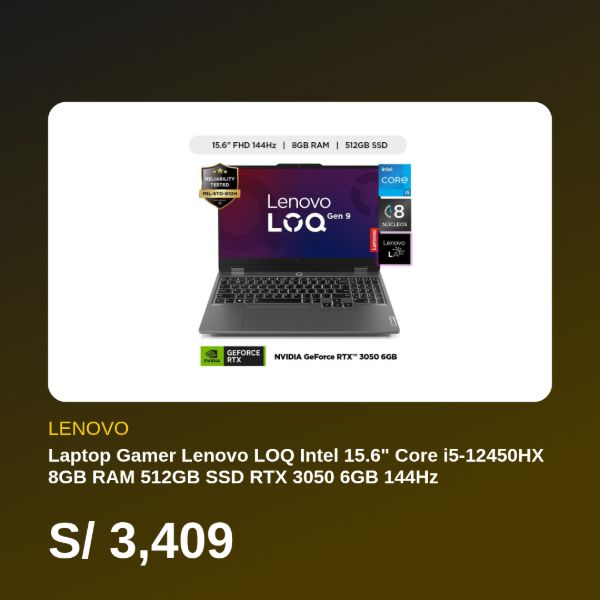 15.6" FHD 144Hz | 8GB RAM | 512GB SSD
RELIABILITY
TESTED
MIL-STD-810H
Lenovo
LOQ Gen 9
intel
CORE
i5
8
NÚCLEOS
Lenovo
Lenovo
LA
NVIDIA
GEFORCE
RTX
NVIDIA GeForce RTX™ 3050 6GB
LENOVO
Laptop Gamer Lenovo LOQ Intel 15.6" Core i5-12450HX
8GB RAM 512GB SSD RTX 3050 6GB 144Hz
S/ 3,409